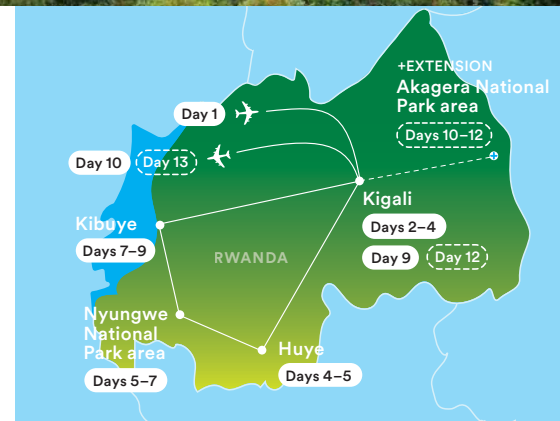 +EXTENSION
Akagera National
Park area
Days 10–12
Day 1
Day 10
Day 13
Kigali
Days 2–4
Day 9
Day 12
Kibuye
Days 7–9
RWANDA
Nyungwe
National
Park area
Days 5–7
Huye
Days 4–5